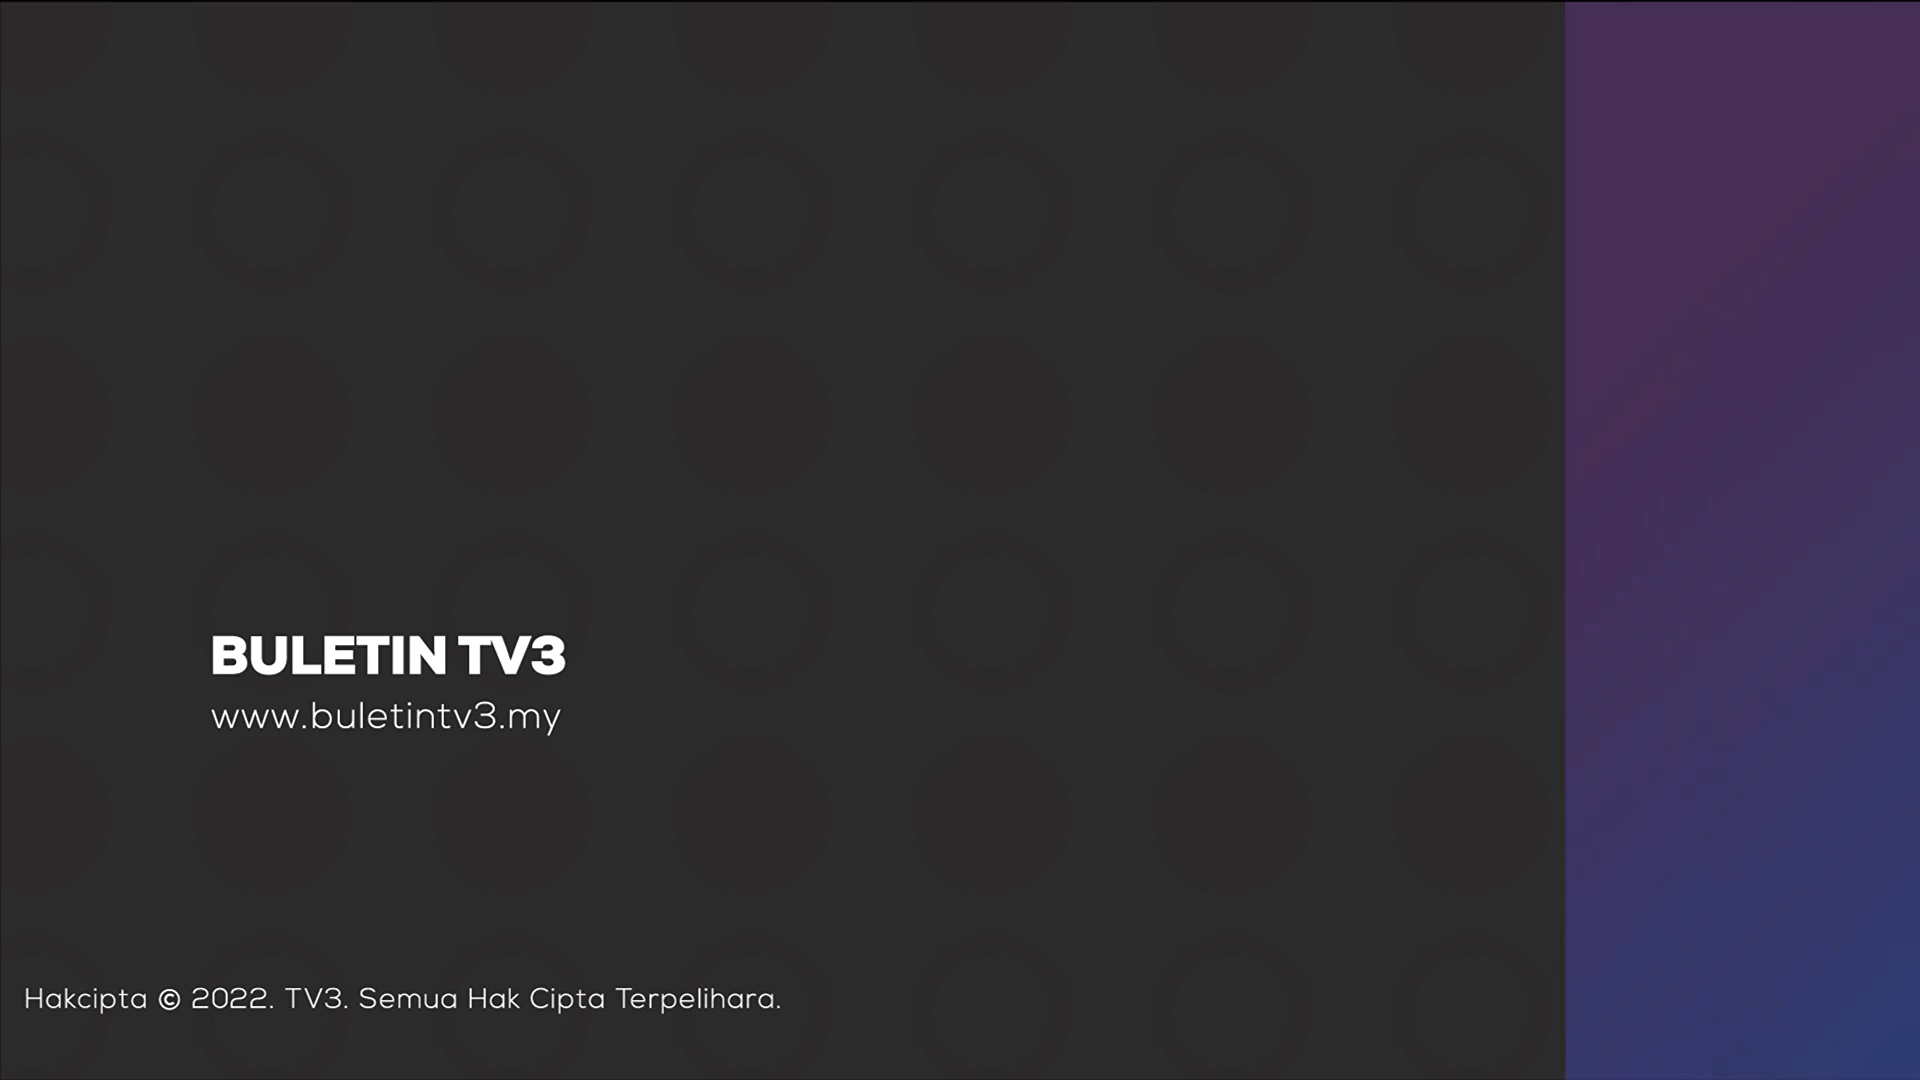 BULETIN TV3
www.buletintv3.my
Hakcipta © 2022. TV3. Semua Hak Cipta Terpelihara.